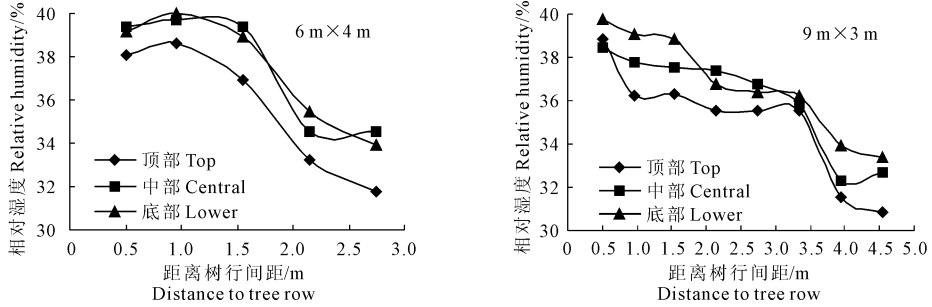 相对湿度 Relative humidity/%
40
38
36
34
32
30
6 m×4 m
顶部 Top
中部 Central
底部 Lower
0 0.5 1.0 1.5 2.0 2.5 3.0
距离树行间距/m
Distance to tree row
相对湿度 Relative humidity/%
40
38
36
34
32
30
9 m×3 m
顶部 Top
中部 Central
底部 Lower
0 0.5 1.0 1.5 2.0 2.5 3.0 3.5 4.0 4.5 5.0
距离树行间距/m
Distance to tree row